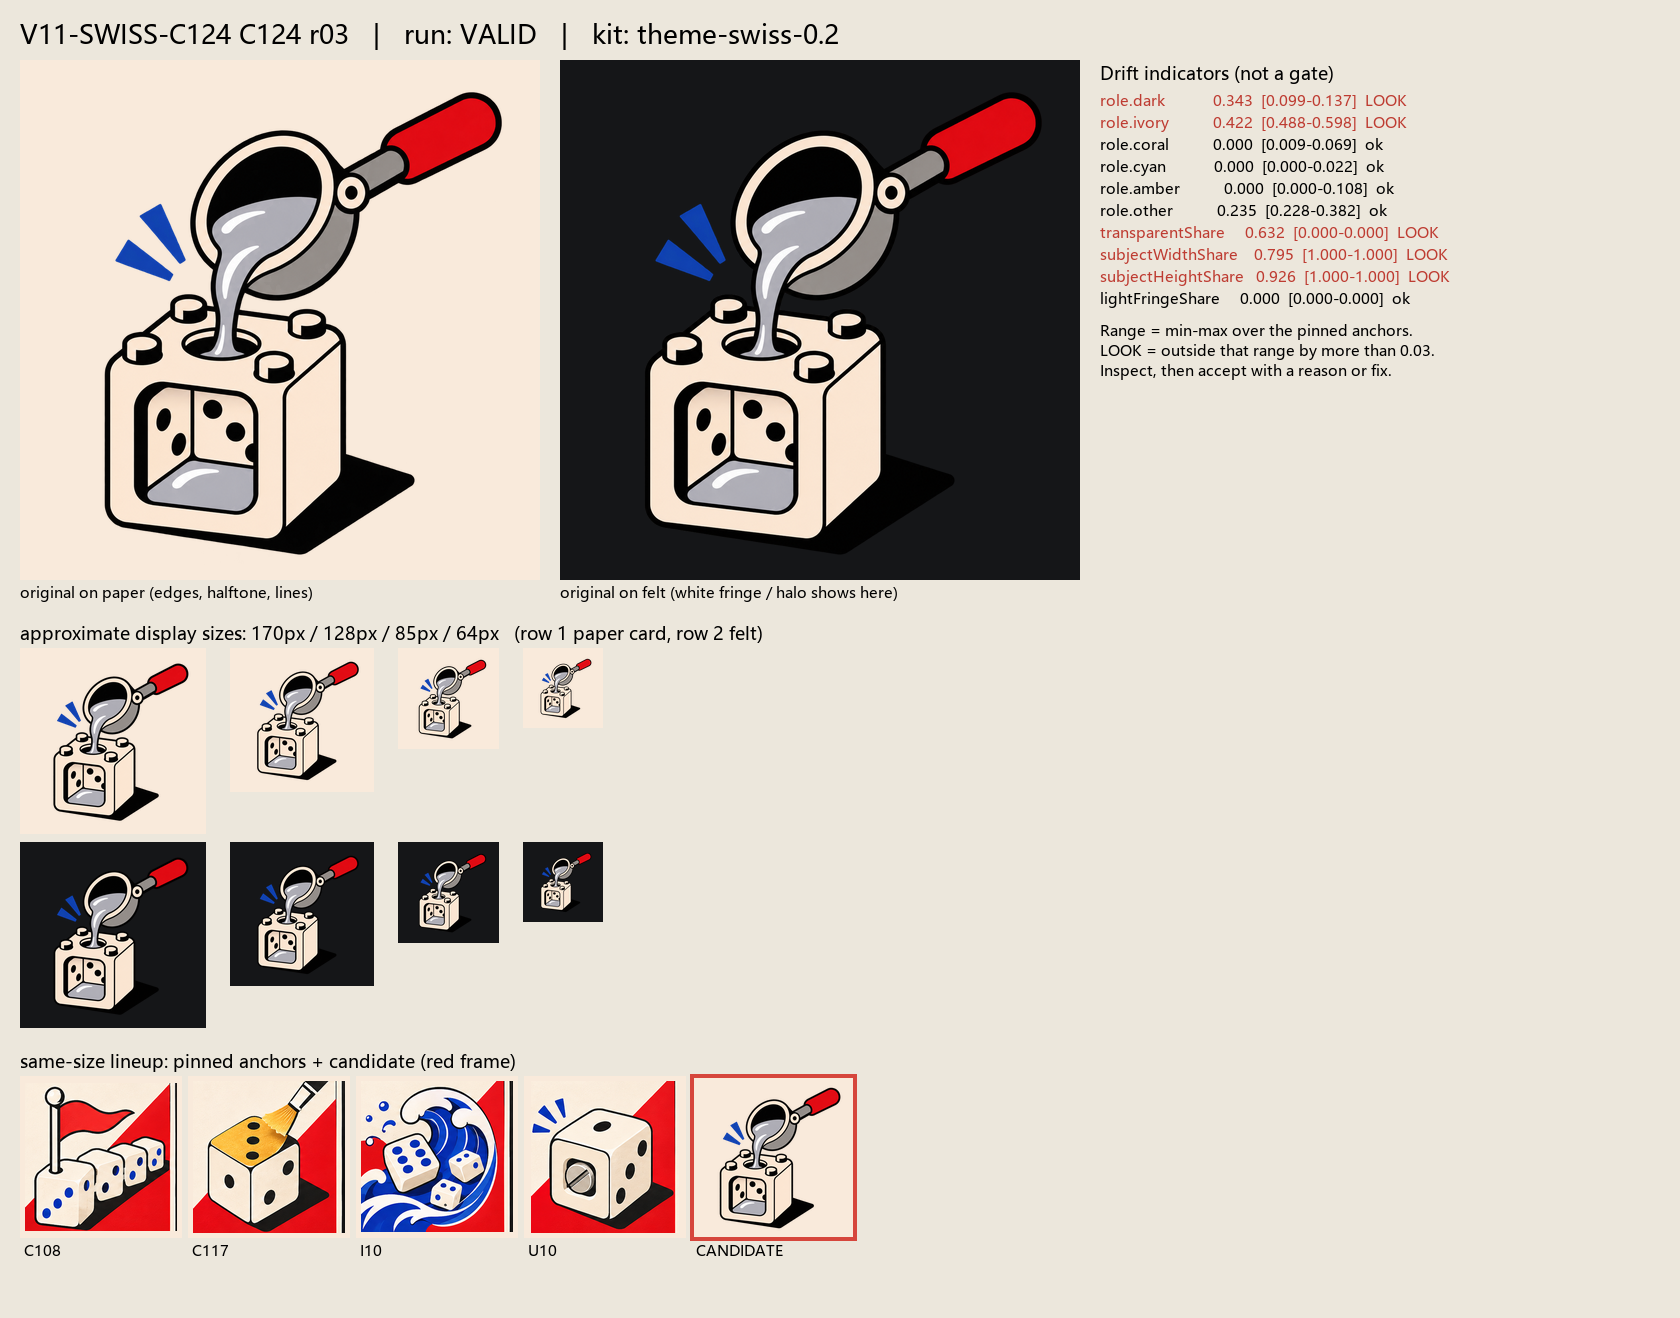 V11-SWISS-C124 C124 r03 | run: VALID | kit: theme-swiss-0.2
Drift indicators (not a gate)
role.dark 0.343 [0.099-0.137] LOOK
role.ivory 0.422 [0.488-0.598] LOOK
role.coral 0.000 [0.009-0.069] ok
role.cyan 0.000 [0.000-0.022] ok
role.amber 0.000 [0.000-0.108] ok
role.other 0.235 [0.228-0.382] ok
transparentShare 0.632 [0.000-0.000] LOOK
subjectWidthShare 0.795 [1.000-1.000] LOOK
subjectHeightShare 0.926 [1.000-1.000] LOOK
lightFringeShare 0.000 [0.000-0.000] ok
Range = min-max over the pinned anchors.
LOOK = outside that range by more than 0.03.
Inspect, then accept with a reason or fix.
original on paper (edges, halftone, lines)
original on felt (white fringe / halo shows here)
approximate display sizes: 170px / 128px / 85px / 64px (row 1 paper card, row 2 felt)
same-size lineup: pinned anchors + candidate (red frame)
C108
C117
I10
U10
CANDIDATE